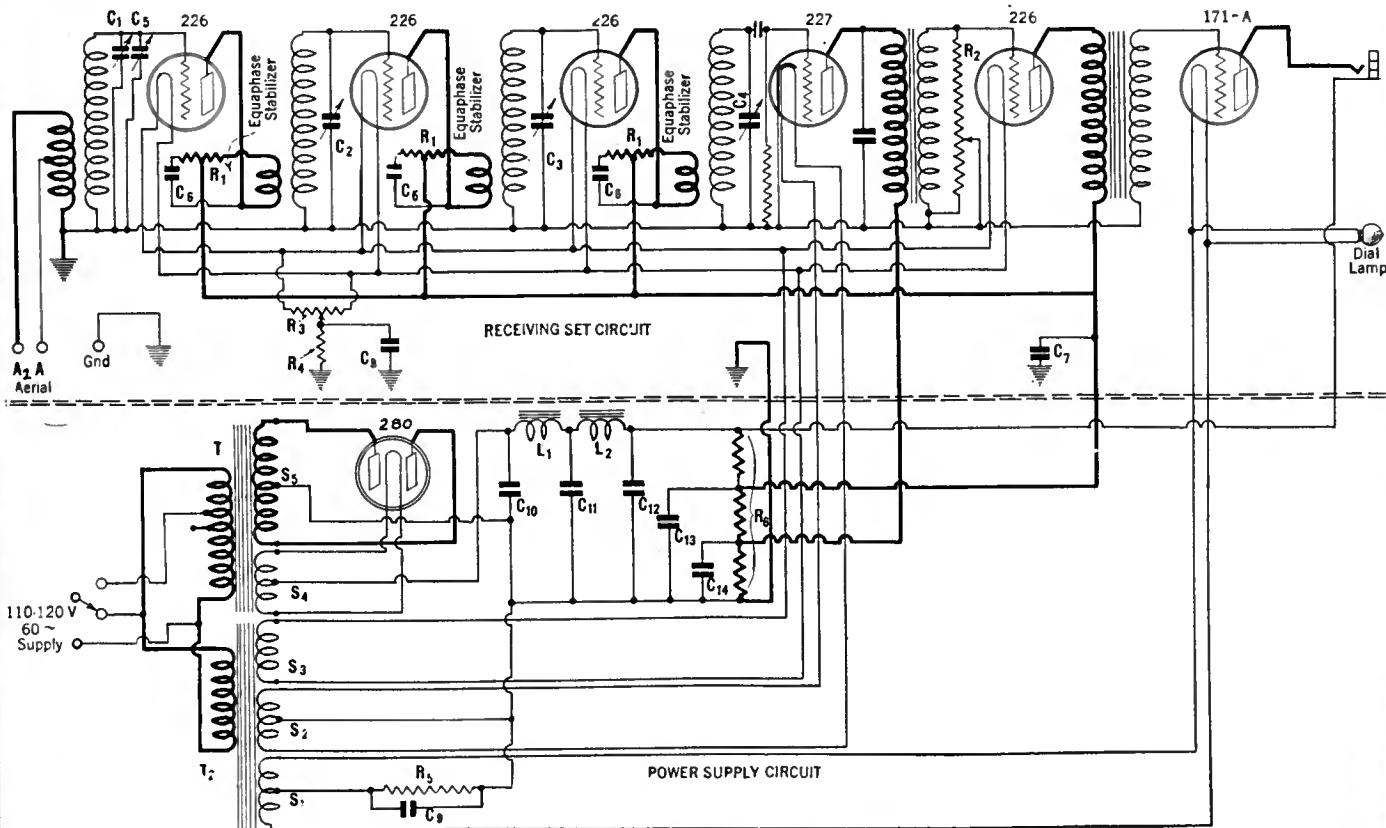 C1 C5
226
226
426
227
226
171-A
Equaphase
Stabilizer
Equaphase
Stabilizer
Equaphase
Stabilizer
C2
C3
C4
R2
R1
R1
R1
C6
C5
C6
R3
R4
C8
C7
Dial
Lamp
A2 A
Aerial
Gnd
RECEIVING SET CIRCUIT
T
S5
280
L1
L2
C10
C11
C12
C13
C14
R6
S4
110-120 V
60 ~
Supply
S3
S2
T2
S1
R5
C9
POWER SUPPLY CIRCUIT